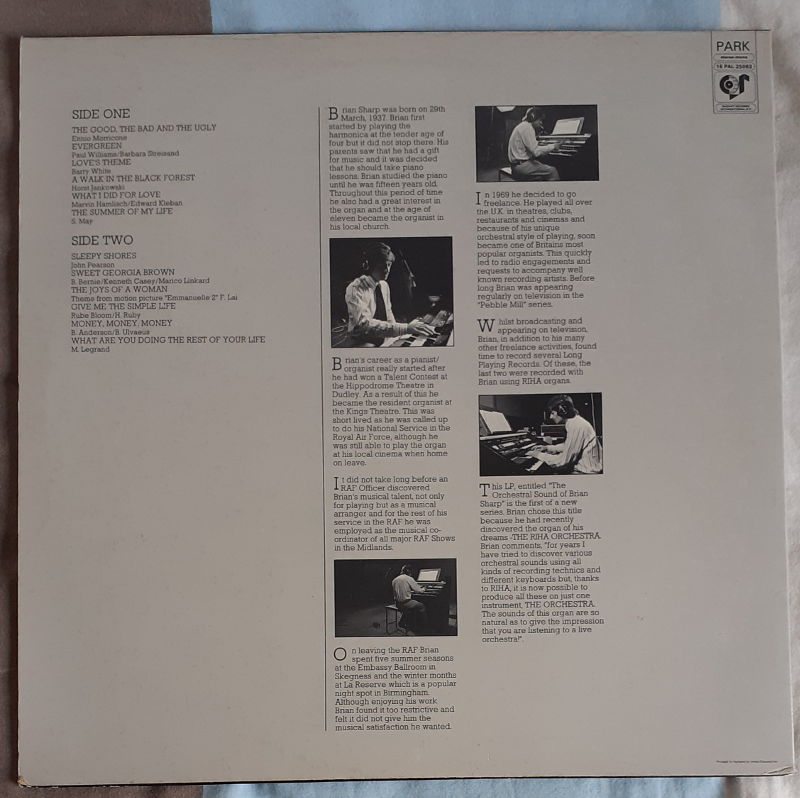 PARK
SIDE ONE
THE GOOD, THE BAD AND THE UGLY
Ennio Morricone
EVERGREEN
Paul Williams/Barbara Streisand
LOVE'S THEME
Barry White
A WALK IN THE BLACK FOREST
Horst Jankowski
WHAT I DID FOR LOVE
Marvin Hamlisch/Edward Kleban
THE SUMMER OF MY LIFE
S. May
SIDE TWO
SLEEPY SHORES
John Pearson
SWEET GEORGIA BROWN
B. Bernie/Kenneth Casey/Marico Linkard
THE JOYS OF A WOMAN
Theme from motion picture "Emmanuelle 2" F. Lai
GIVE ME THE SIMPLE LIFE
Rube Bloom/H. Ruby
MONEY, MONEY, MONEY
B. Anderson/B. Ulvaeus
WHAT ARE YOU DOING THE REST OF YOUR LIFE
M. Legrand
Brian Sharp was born on 29th
March, 1937. Brian first
started by playing the
harmonica at the tender age of
four but it did not stop there. His
parents saw that he had a gift
for music and it was decided
that he should take piano
lessons. Brian studied the piano
until he was fifteen years old.
Throughout this period of time
he also had a great interest in
the organ and at the age of
eleven became the organist in
his local church.
Brian's career as a pianist/
organist really started after
he had won a Talent Contest at
the Hippodrome Theatre in
Dudley. As a result of this he
became the resident organist at
the Kings Theatre. This was
short lived as he was called up
to do his National Service in the
Royal Air Force, although he
was still able to play the organ
at his local cinema when home
on leave.
It did not take long before an
RAF Officer discovered
Brian's musical talent, not only
for playing but as a musical
arranger and for the rest of his
service in the RAF he was
employed as the musical co-
ordinator of all major RAF Shows
in the Midlands.
On leaving the RAF Brian
spent five summer seasons
at the Embassy Ballroom in
Skegness and the winter months
at La Reserve which is a popular
night spot in Birmingham.
Although enjoying his work
Brian found it too restrictive and
felt it did not give him the
musical satisfaction he wanted.
In 1969 he decided to go
freelance. He played all over
the U.K. in theatres, clubs,
restaurants and cinemas and
because of his unique
orchestral style of playing, soon
became one of Britains most
popular organists. This quickly
led to radio engagements and
requests to accompany well
known recording artists. Before
long Brian was appearing
regularly on television in the
"Pebble Mill" series.
Whilst broadcasting and
appearing on television,
Brian, in addition to his many
other freelance activities, found
time to record several Long
Playing Records. Of these, the
last two were recorded with
Brian using RIHA organs.
This LP, entitled "The
Orchestral Sound of Brian
Sharp" is the first of a new
series. Brian chose this title
because he had recently
discovered the organ of his
dreams -THE RIHA ORCHESTRA.
Brian comments, "for years I
have tried to discover various
orchestral sounds using all
kinds of recording technics and
different keyboards but, thanks
to RIHA, it is now possible to
produce all these on just one
instrument, THE ORCHESTRA.
The sounds of this organ are so
natural as to give the impression
that you are listening to a live
orchestra!".